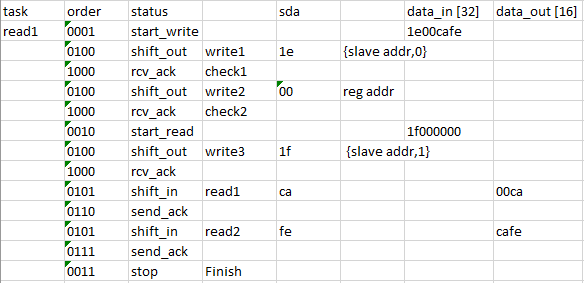 task order status sda data_in [32] data_out [16]
read1 0001 start_write 1e00cafe
0100 shift_out write1 1e {slave addr,0}
1000 rcv_ack check1
0100 shift_out write2 00 reg addr
1000 rcv_ack check2
0010 start_read 1f000000
0100 shift_out write3 1f {slave addr,1}
1000 rcv_ack
0101 shift_in read1 ca 00ca
0110 send_ack
0101 shift_in read2 fe cafe
0111 send_ack
0011 stop Finish